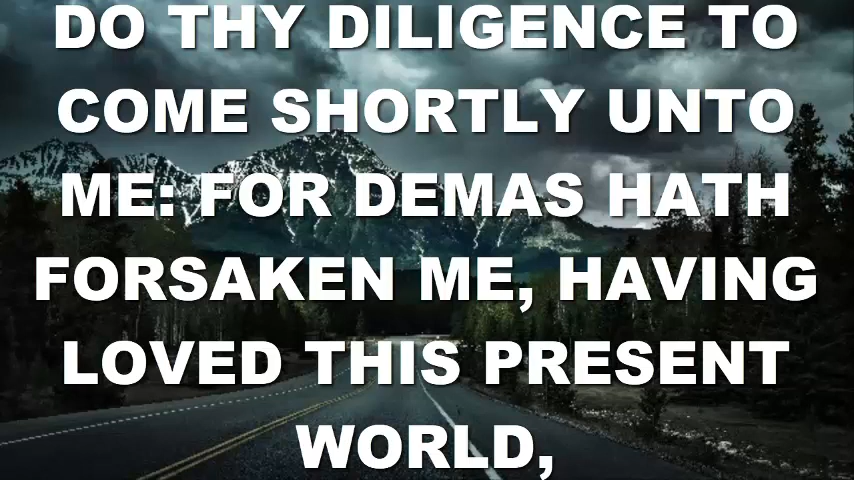 DO THY DILIGENCE TO
COME SHORTLY UNTO
ME: FOR DEMAS HATH
FORSAKEN ME, HAVING
LOVED THIS PRESENT
WORLD,